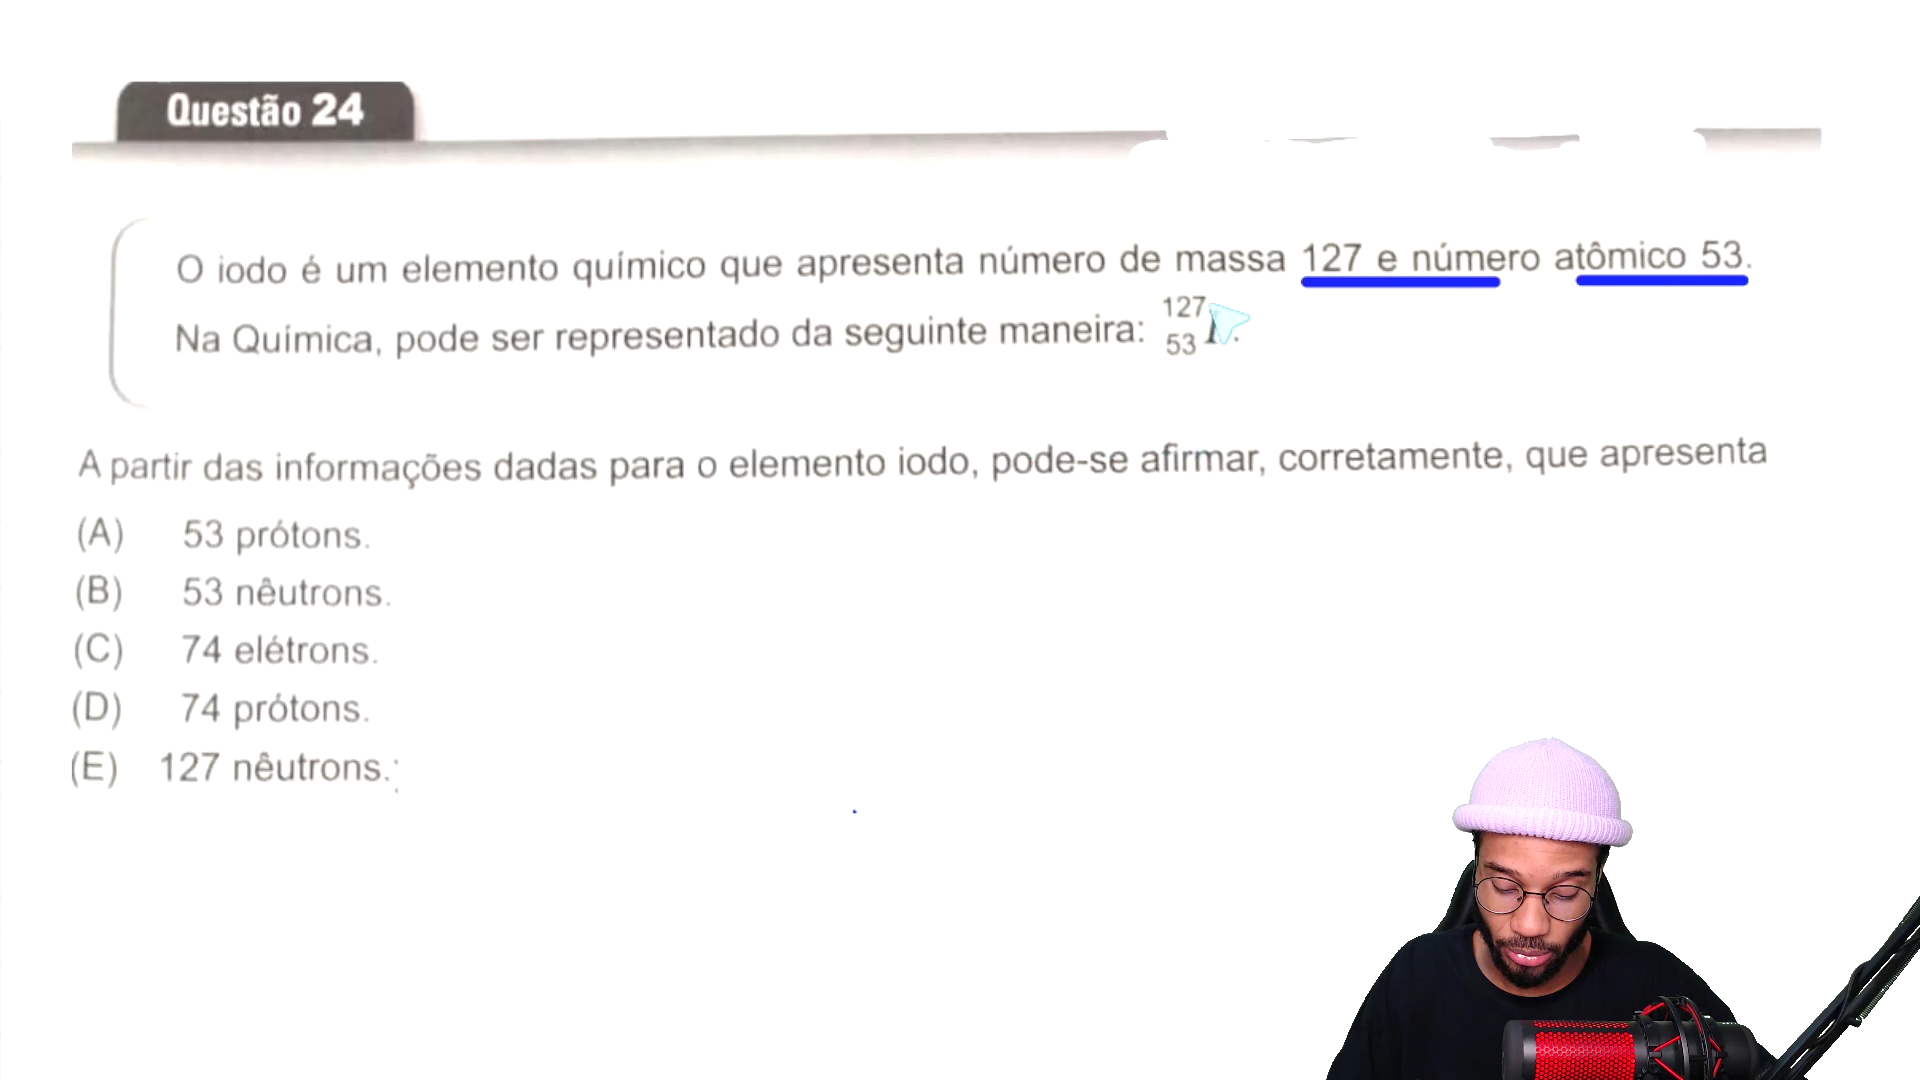 Questão 24
O iodo é um elemento químico que apresenta número de massa 127 e número atômico 53.
Na Química, pode ser representado da seguinte maneira: 127 53 I.
A partir das informações dadas para o elemento iodo, pode-se afirmar, corretamente, que apresenta
(A) 53 prótons.
(B) 53 nêutrons.
(C) 74 elétrons.
(D) 74 prótons.
(E) 127 nêutrons.